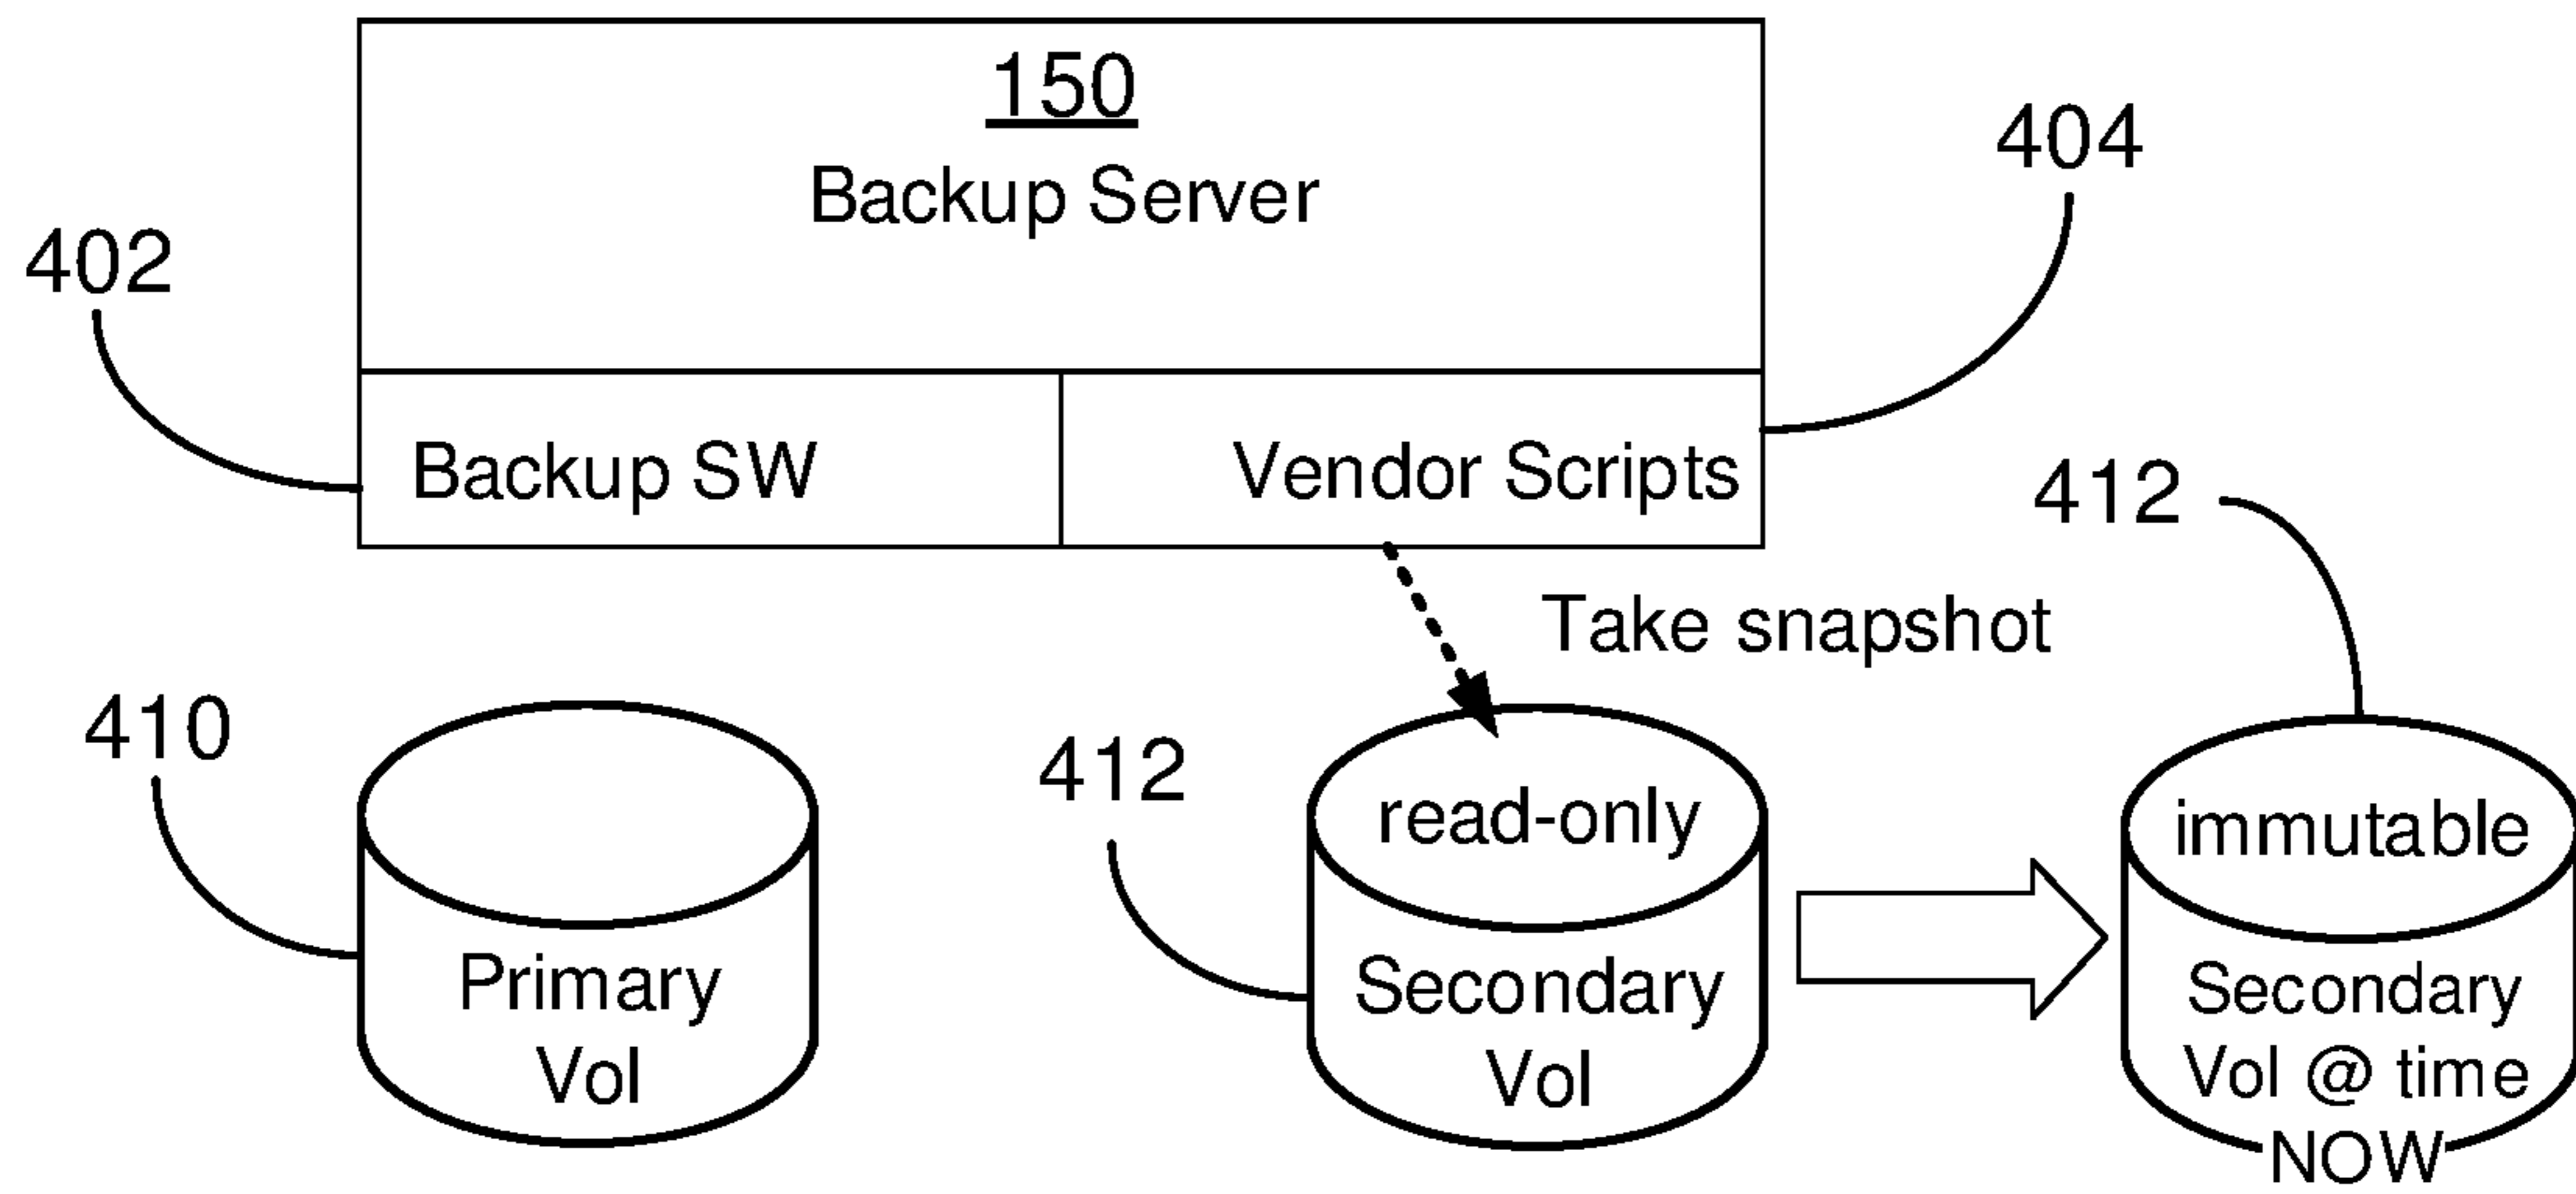 150
Backup Server
404
402
Backup SW
Vendor Scripts
412
Take snapshot
410
412
read-only
immutable
Primary
Vol
Secondary
Vol
Secondary
Vol @ time
NOW